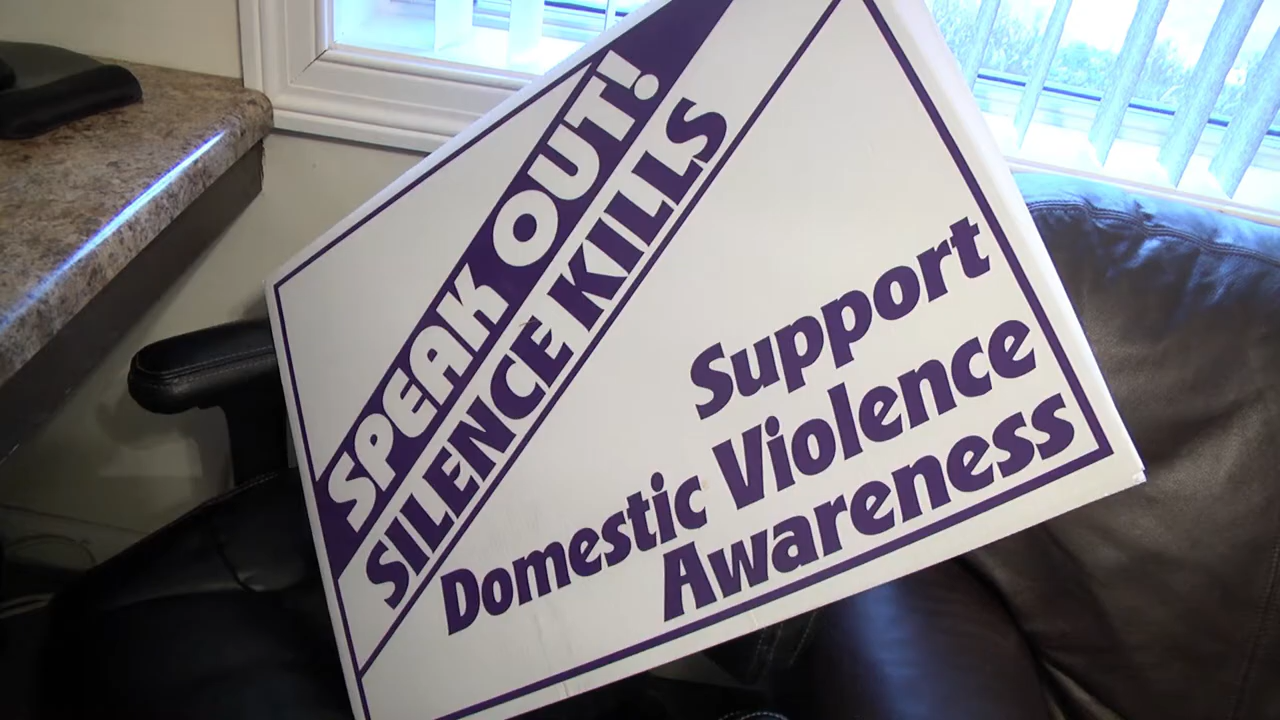 SPEAK OUT!
SILENCE KILLS
Support
Domestic Violence
Awareness